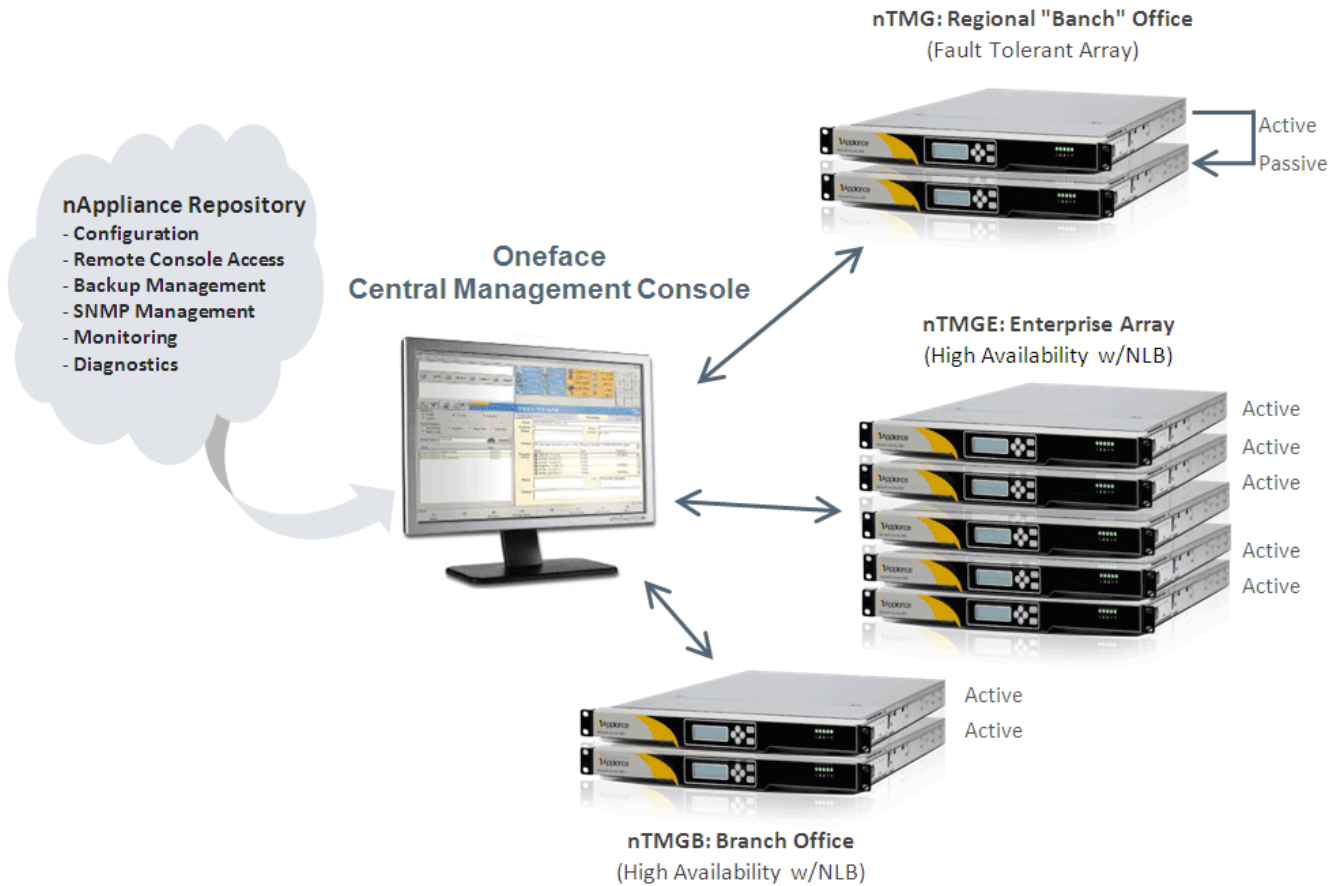 nTMG: Regional "Banch" Office
(Fault Tolerant Array)
Active
Passive
nAppliance Repository
- Configuration
- Remote Console Access
- Backup Management
- SNMP Management
- Monitoring
- Diagnostics
Oneface
Central Management Console
nTMGE: Enterprise Array
(High Availability w/NLB)
Active
Active
Active
Active
Active
Active
Active
nTMGB: Branch Office
(High Availability w/NLB)